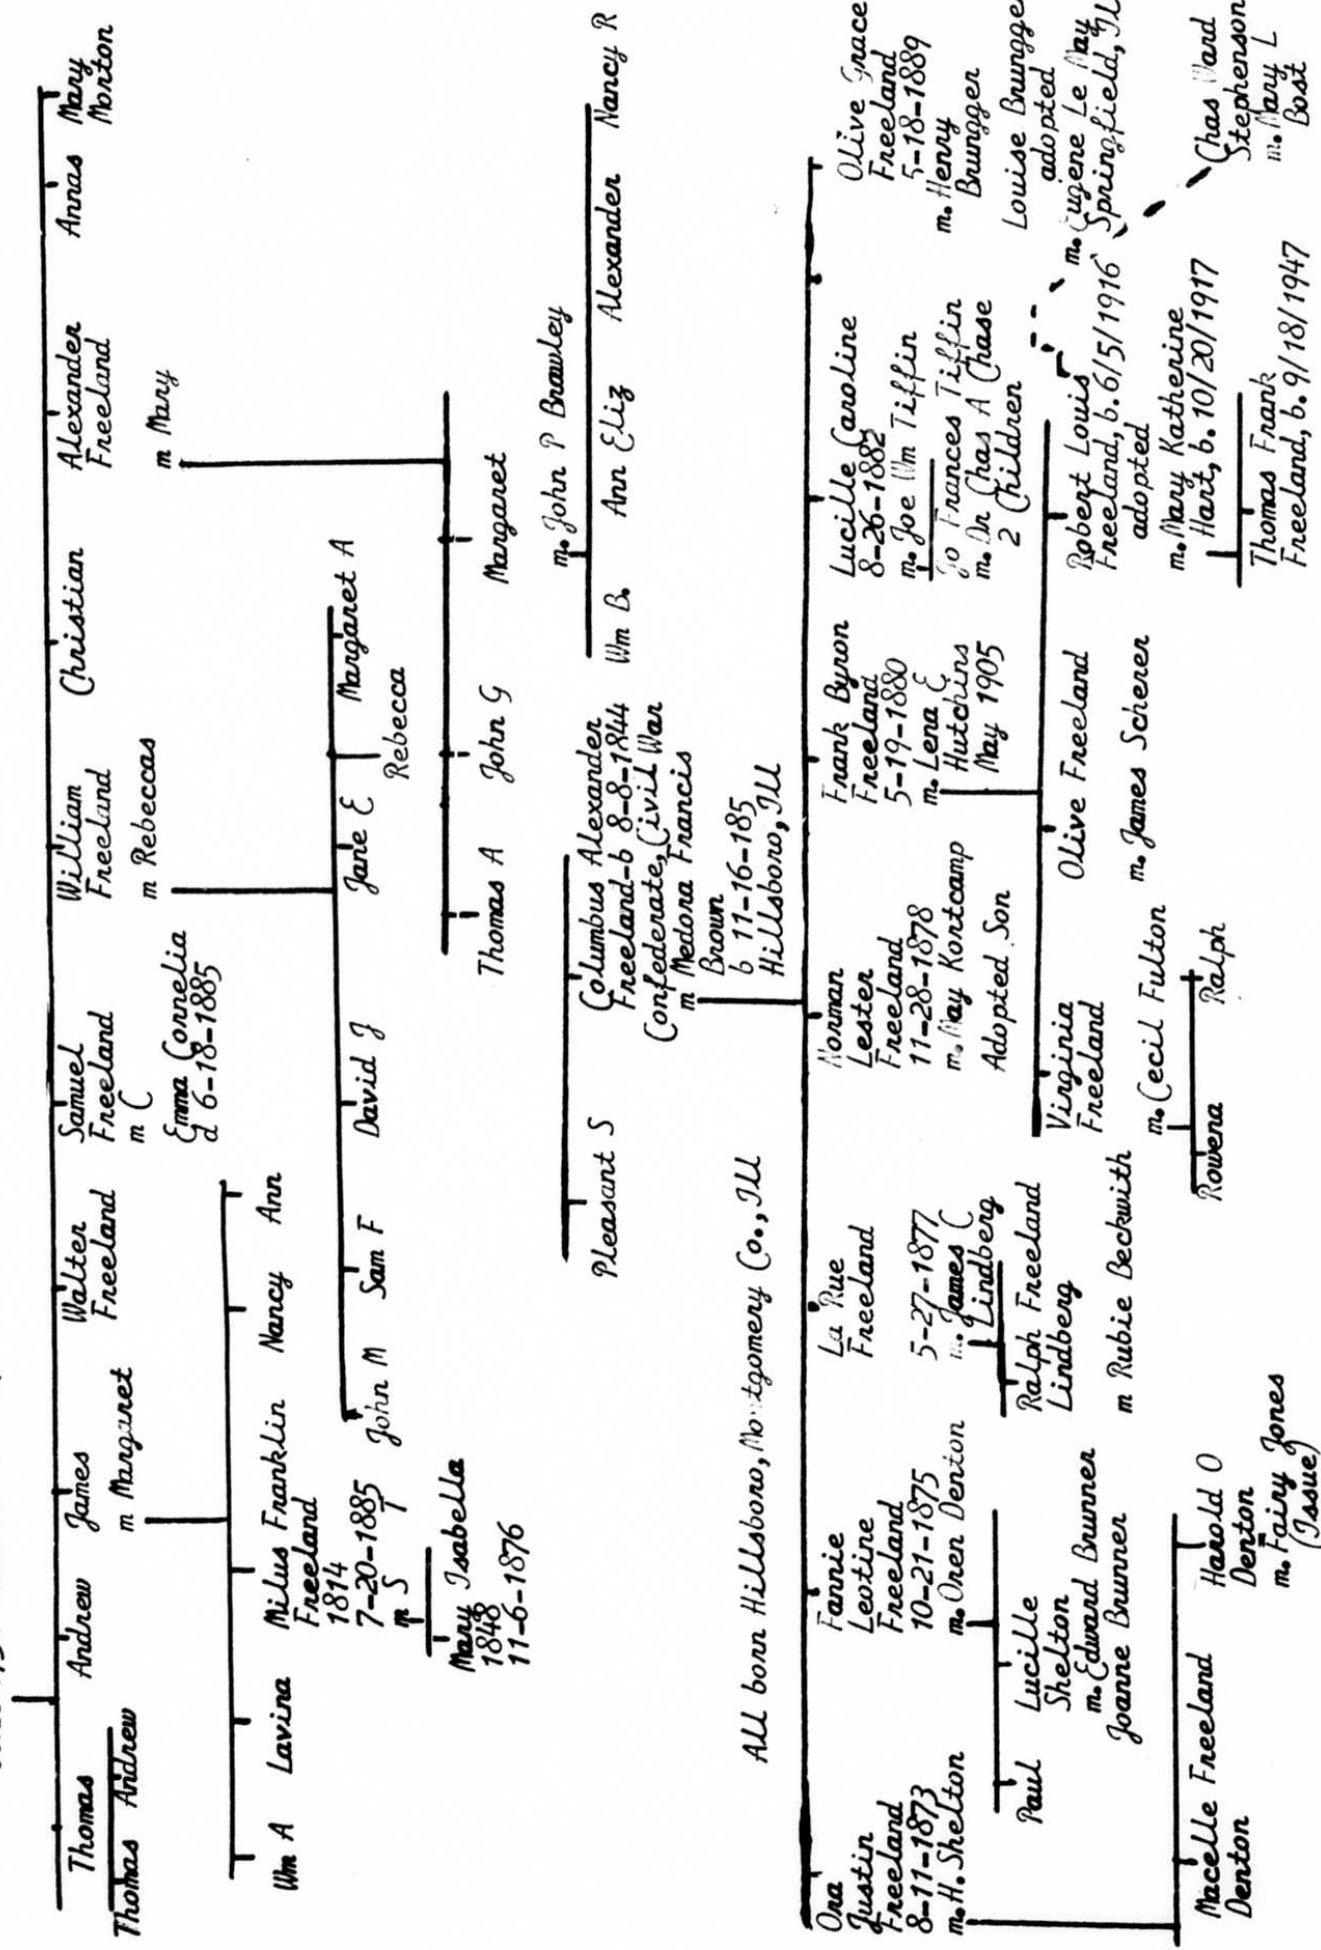 Thomas
Thomas Andrew
Andrew
James
m Margaret
Walter
Freeland
Samuel
Freeland
m C
Emma Cornelia
d 6-18-1885
William
Freeland
m Rebeccas
Christian
Alexander
Freeland
m Mary
Annas
Mary
Morton
Wm A
Lavina
Milus Franklin
Freeland
1814
7-20-1885
m S T
Mary Isabella
1848
11-6-1876
Nancy
Ann
John M
Sam F
David J
Jane E
Rebecca
Margaret A
Thomas A
John G
Margaret
m. John P Brawley
Wm B.
Ann Eliz
Alexander
Nancy R
Pleasant S
Columbus Alexander
Freeland-b 8-8-1844
Confederate, Civil War
m Medora Francis
Brown
b 11-16-185
Hillsboro, Ill
All born Hillsboro, Montgomery Co., Ill
Ora
Justin
Freeland
8-11-1873
m. H. Shelton
Fannie
Leotine
Freeland
10-21-1875
m. Oren Denton
La Rue
Freeland
5-27-1877
m. James C
Lindberg
Norman
Lester
Freeland
11-28-1878
m. May Kortcamp
Adopted Son
Frank Byron
Freeland
5-19-1880
m. Lena E
Hutchins
May 1905
Lucille Caroline
8-26-1882
m. Joe Wm Tiffin
Jo Frances Tiffin
m. Dr Chas A Chase
2 Children
Olive Grace
Freeland
5-18-1889
m. Henry
Brungger
Louise Brungge
adopted
m. Eugene Le May
Springfield, Il
Paul
Lucille
Shelton
m. Edward Brunner
Joanne Brunner
Ralph Freeland
Lindberg
m Rubie Beckwith
Virginia
Freeland
m. Cecil Fulton
Rowena
Ralph
Olive Freeland
m. James Scherer
Robert Louis
Freeland, b. 6/5/1916
adopted
m. Mary Katherine
Hart, b. 10/20/1917
Thomas Frank
Freeland, b. 9/18/1947
Chas Ward
Stephenson
m. Mary L
Bost
Macelle Freeland
Denton
Harold O
Denton
m. Fairy Jones
(Issue)